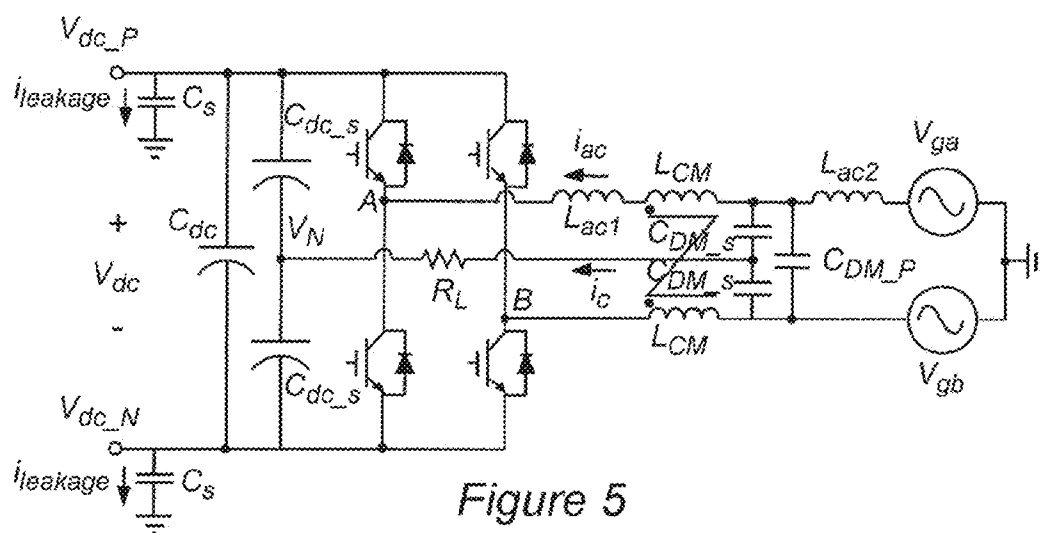 V_dc_P
i_leakage
C_s
C_dc_s
V_ga
i_ac
L_CM
L_ac2
A
L_ac1
+
C_dc
V_N
C_DM_s
V_dc
R_L
i_c
C_DM_s
C_DM_P
-
B
L_CM
C_dc_s
V_gb
V_dc_N
i_leakage
C_s
Figure 5